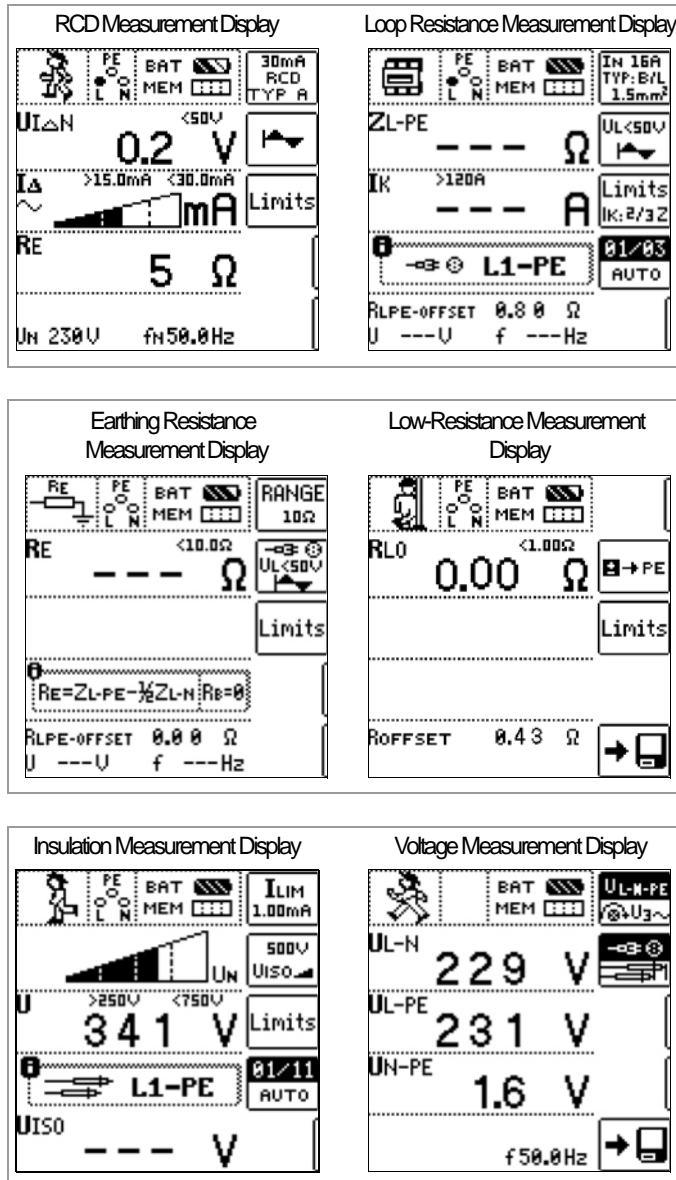 RCD Measurement Display
PE
L N
BAT
MEM
30mA
RCD
TYP A
UI△N
<50V
0.2 V
I△
~
>15.0mA <30.0mA
mA
Limits
RE
5 Ω
UN 230V fN50.0Hz
Loop Resistance Measurement Display
PE
L N
BAT
MEM
IN 16A
TYP: B/L
1.5mm²
ZL-PE
--- Ω
UL<50V
IK
>120A
--- A
Limits
IK: 2/3 Z
L1-PE
01/03
AUTO
RLPE-OFFSET 0.80 Ω
U ---V f ---Hz
Earthing Resistance
Measurement Display
RE
PE
L N
BAT
MEM
RANGE
10Ω
RE
<10.0Ω
--- Ω
UL<50V
Limits
RE=ZL-PE-½ZL-N RB=0
RLPE-OFFSET 0.00 Ω
U ---V f ---Hz
Low-Resistance Measurement
Display
PE
L N
BAT
MEM
RLO
<1.00Ω
0.00 Ω
→PE
Limits
ROFFSET 0.43 Ω
Insulation Measurement Display
PE
L N
BAT
MEM
ILIM
1.00mA
UN
500V
UISO
U
>250V <750V
341 V
Limits
L1-PE
01/11
AUTO
UISO
--- V
Voltage Measurement Display
BAT
MEM
UL-N-PE
U3~
UL-N
229 V
UL-PE
231 V
UN-PE
1.6 V
f50.0Hz